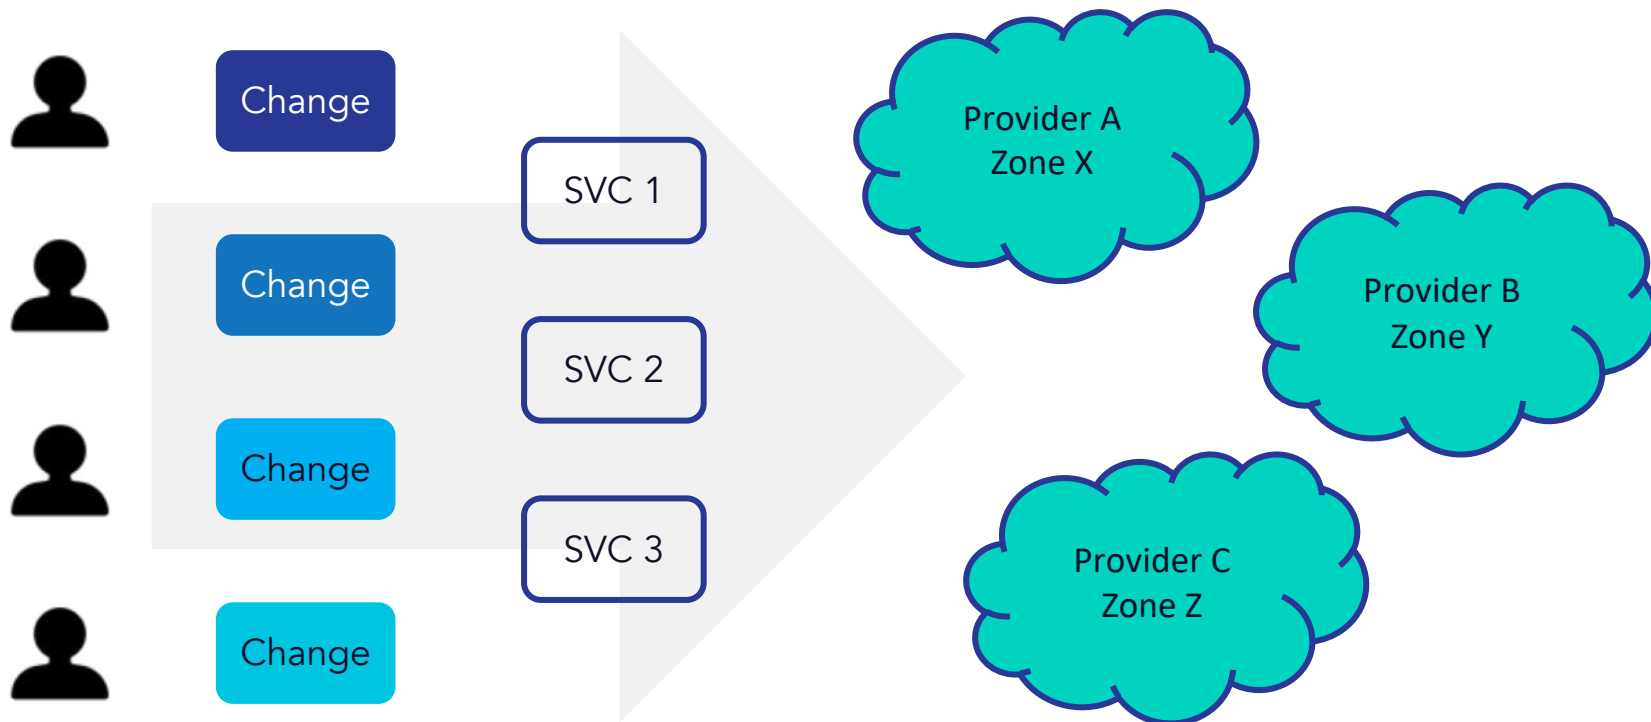 Change
Change
Change
Change
SVC 1
SVC 2
SVC 3
Provider A
Zone X
Provider B
Zone Y
Provider C
Zone Z